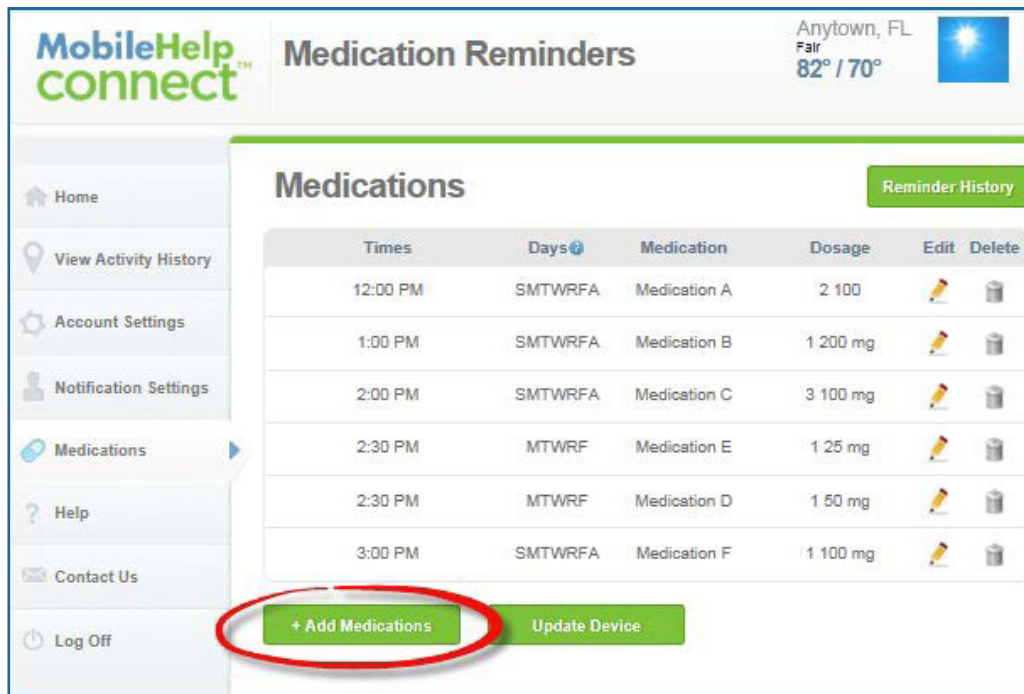 MobileHelp
connect™
Medication Reminders
Anytown, FL
Fair
82° / 70°
Home
View Activity History
Account Settings
Notification Settings
Medications
Help
Contact Us
Log Off
Medications
Reminder History
Times Days Medication Dosage Edit Delete
12:00 PM SMTWRFA Medication A 2 100
1:00 PM SMTWRFA Medication B 1 200 mg
2:00 PM SMTWRFA Medication C 3 100 mg
2:30 PM MTWRF Medication E 1 25 mg
2:30 PM MTWRF Medication D 1 50 mg
3:00 PM SMTWRFA Medication F 1 100 mg
+ Add Medications Update Device